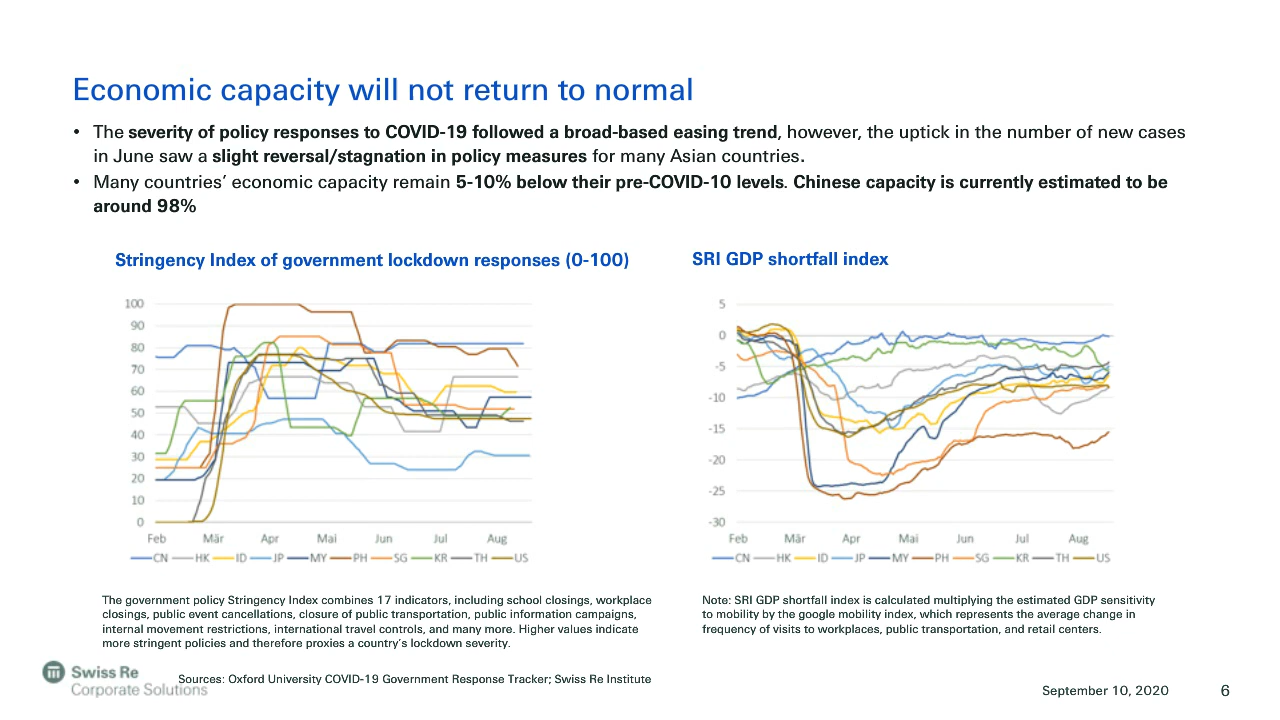 Economic capacity will not return to normal
• The severity of policy responses to COVID-19 followed a broad-based easing trend, however, the uptick in the number of new cases
in June saw a slight reversal/stagnation in policy measures for many Asian countries.
• Many countries’ economic capacity remain 5-10% below their pre-COVID-10 levels. Chinese capacity is currently estimated to be
around 98%
Stringency Index of government lockdown responses (0-100)
100
90
80
70
60
50
40
30
20
10
0
Feb Mär Apr Mai Jun Jul Aug
CN HK ID JP MY PH SG KR TH US
The government policy Stringency Index combines 17 indicators, including school closings, workplace
closings, public event cancellations, closure of public transportation, public information campaigns,
internal movement restrictions, international travel controls, and many more. Higher values indicate
more stringent policies and therefore proxies a country’s lockdown severity.
SRI GDP shortfall index
5
0
-5
-10
-15
-20
-25
-30
Feb Mär Apr Mai Jun Jul Aug
CN HK ID JP MY PH SG KR TH US
Note: SRI GDP shortfall index is calculated multiplying the estimated GDP sensitivity
to mobility by the google mobility index, which represents the average change in
frequency of visits to workplaces, public transportation, and retail centers.
Swiss Re
Corporate Solutions
Sources: Oxford University COVID-19 Government Response Tracker; Swiss Re Institute
September 10, 2020 6